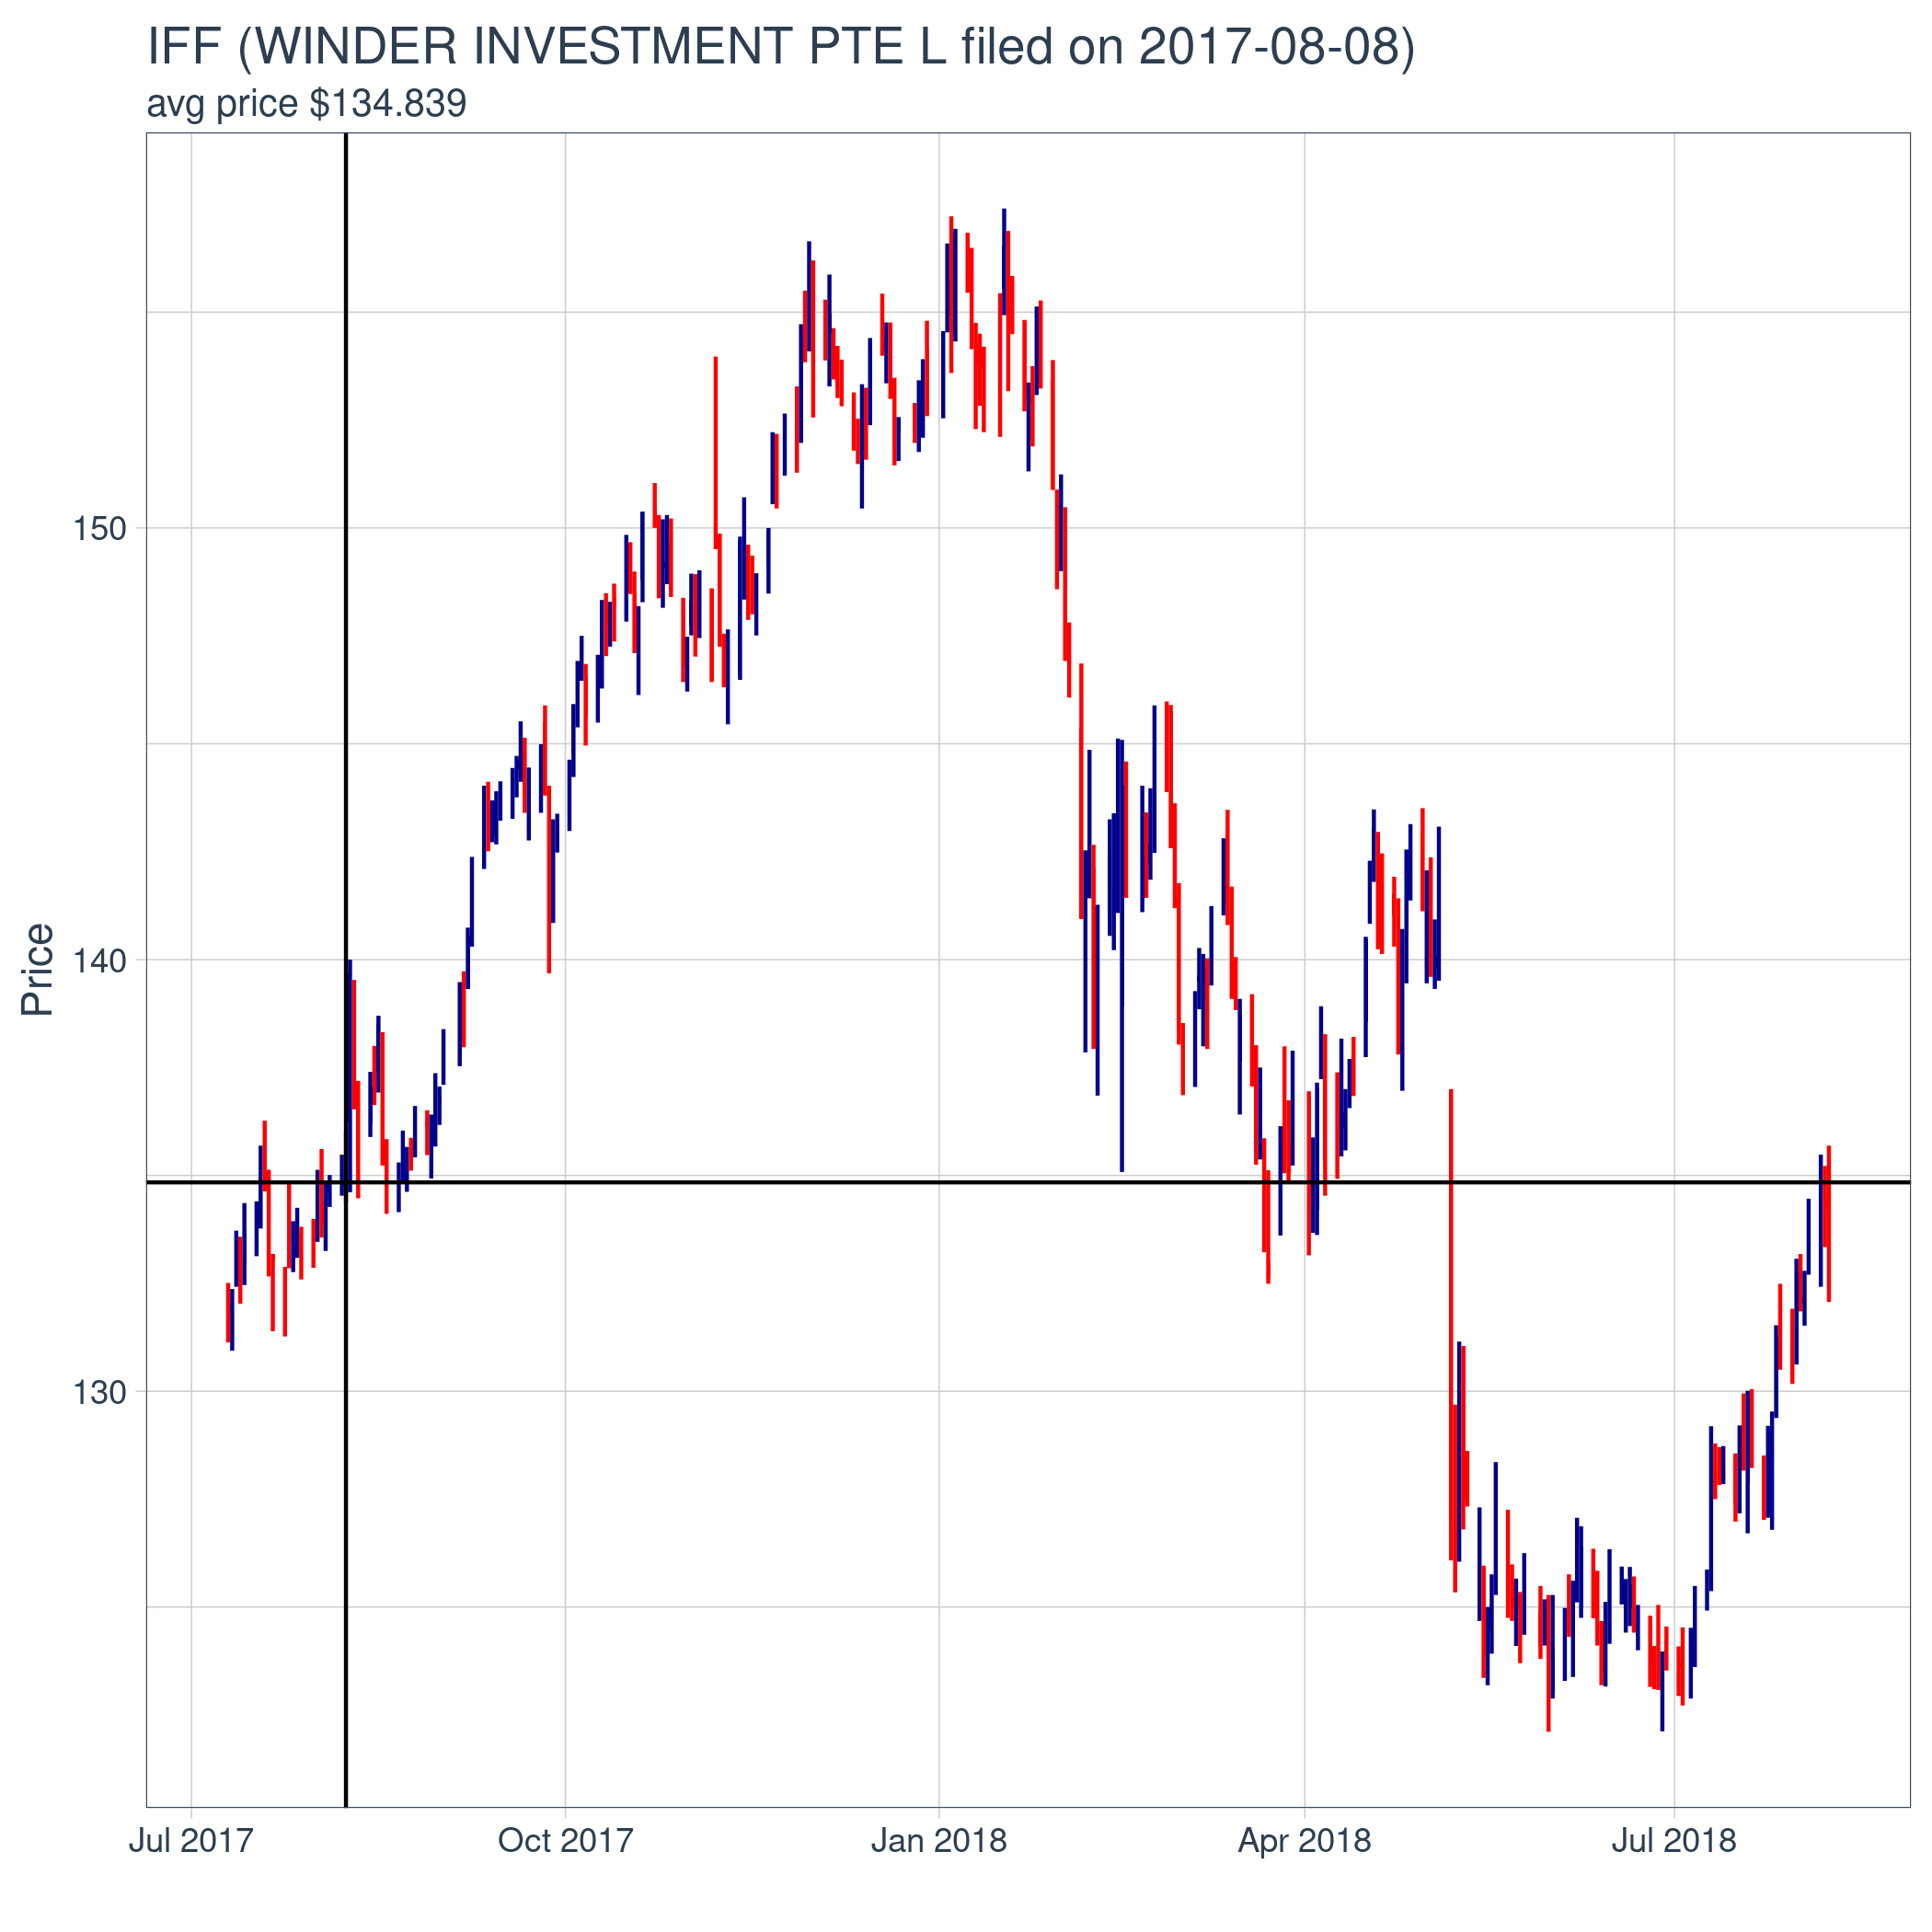 IFF (WINDER INVESTMENT PTE L filed on 2017-08-08)
avg price $134.839
Price
150
140
130
Jul 2017
Oct 2017
Jan 2018
Apr 2018
Jul 2018